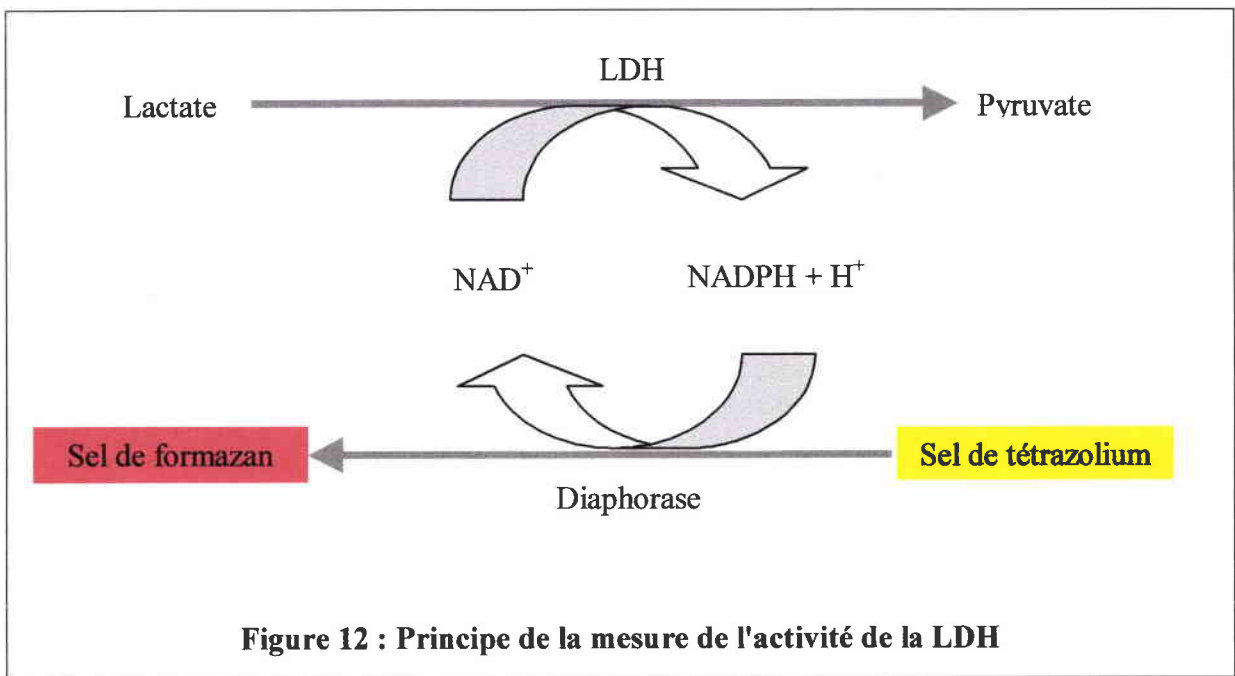 LDH
Lactate
Pyruvate
NAD+
NADPH + H+
Sel de formazan
Sel de tétrazolium
Diaphorase
Figure 12 : Principe de la mesure de l'activité de la LDH